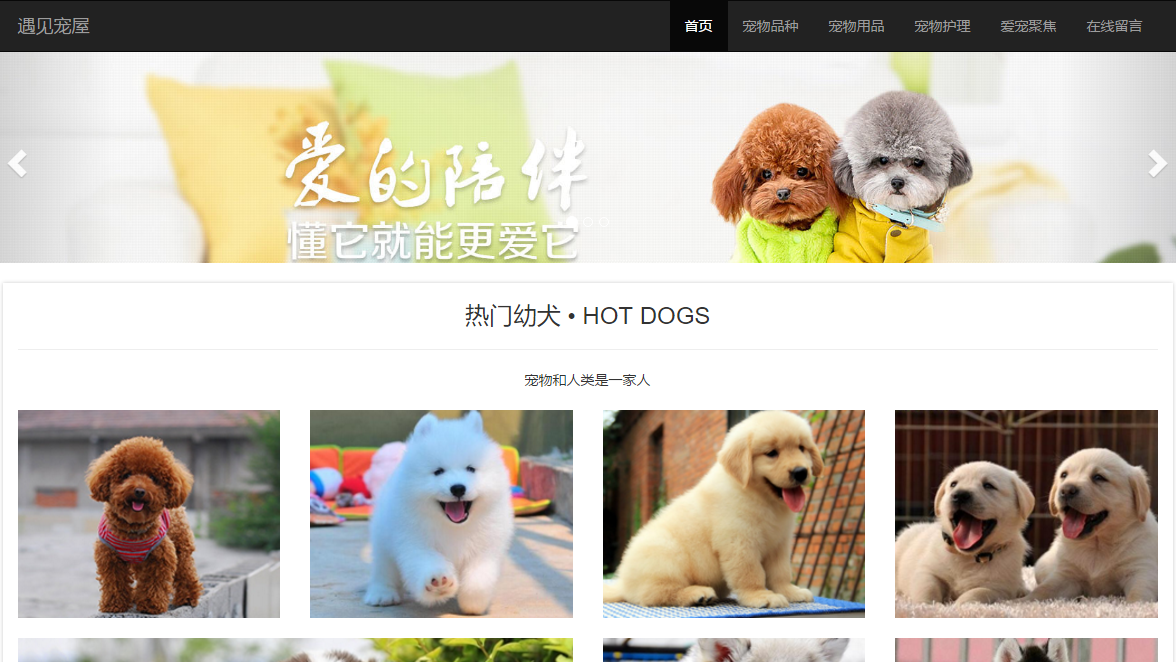 遇见宠屋
首页 宠物品种 宠物用品 宠物护理 爱宠聚焦 在线留言
爱的陪伴
懂它就能更爱它
热门幼犬 • HOT DOGS
宠物和人类是一家人